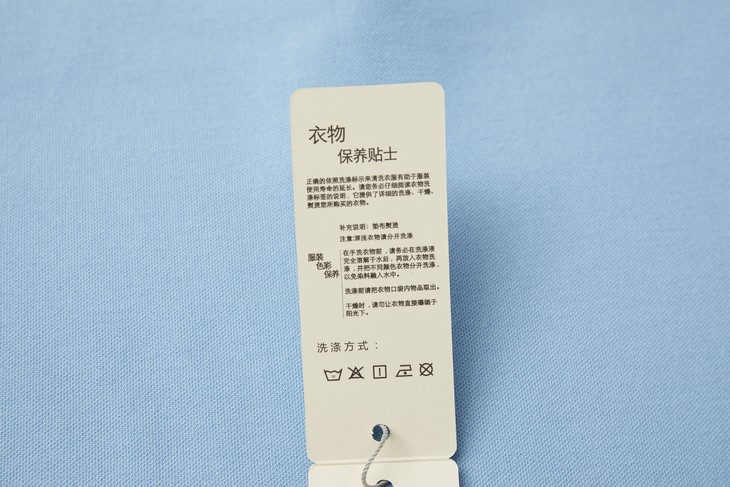 衣物
保养贴士
正确的依照洗涤标示来清洗衣服有助于服装
使用寿命的延长。请您务必仔细阅读衣物洗
涤标签的说明，它提供了详细的洗涤、干燥、
熨烫您所购买的衣物。
补充说明：垫布熨烫
注意:深浅衣物请分开洗涤
服装
色彩
保养
在手洗衣物前，请务必在洗涤液
完全溶解于水后，再放入衣物洗
涤，并把不同颜色衣物分开洗涤，
以免染料融入水中。
洗涤前请把衣物口袋内物品取出。
干燥时，请勿让衣物直接曝晒于
阳光下。
洗涤方式：